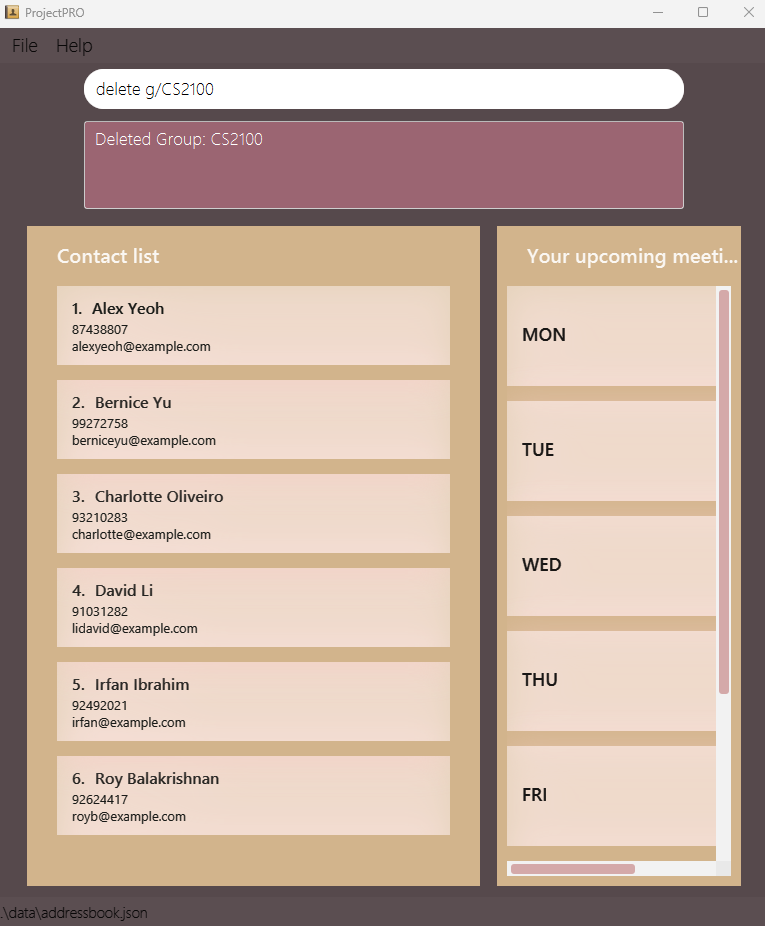 ProjectPRO
File Help
delete g/CS2100
Deleted Group: CS2100
Contact list
1. Alex Yeoh
87438807
alexyeoh@example.com
2. Bernice Yu
99272758
berniceyu@example.com
3. Charlotte Oliveiro
93210283
charlotte@example.com
4. David Li
91031282
lidavid@example.com
5. Irfan Ibrahim
92492021
irfan@example.com
6. Roy Balakrishnan
92624417
royb@example.com
Your upcoming meeti...
MON
TUE
WED
THU
FRI
.\data\addressbook.json